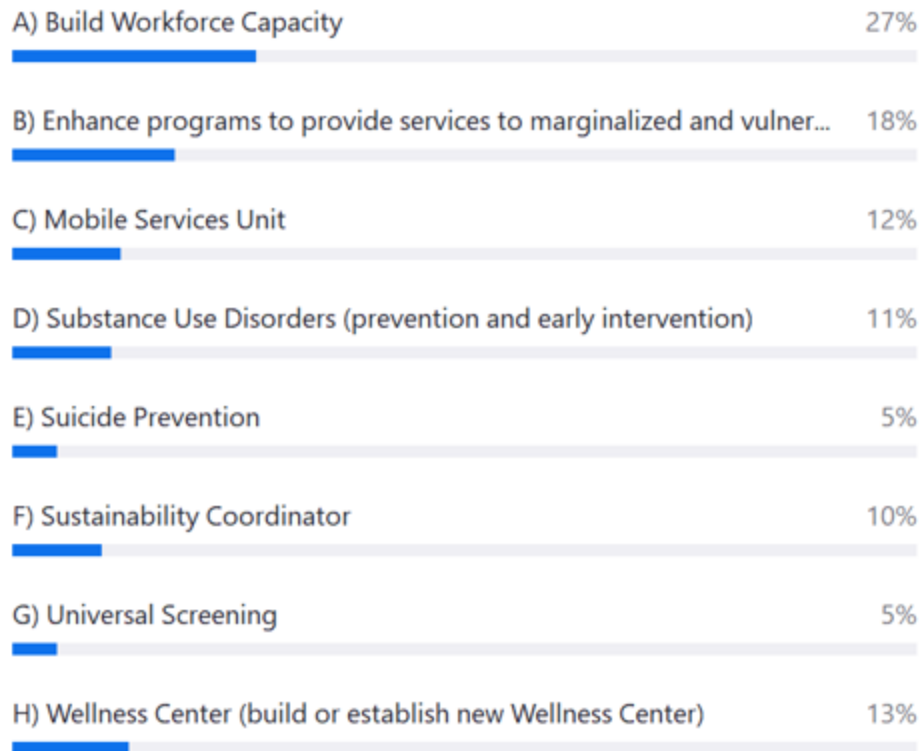 A) Build Workforce Capacity 27%
B) Enhance programs to provide services to marginalized and vulner... 18%
C) Mobile Services Unit 12%
D) Substance Use Disorders (prevention and early intervention) 11%
E) Suicide Prevention 5%
F) Sustainability Coordinator 10%
G) Universal Screening 5%
H) Wellness Center (build or establish new Wellness Center) 13%